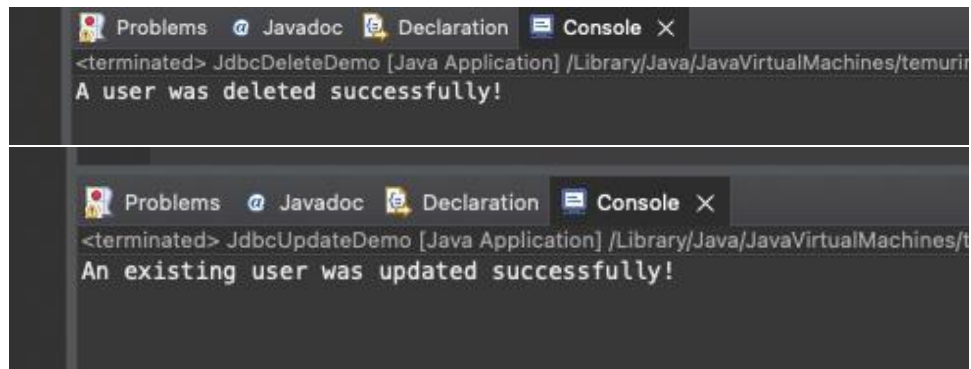 Problems @ Javadoc Declaration Console ×
<terminated> JdbcDeleteDemo [Java Application] /Library/Java/JavaVirtualMachines/temurin
A user was deleted successfully!
Problems @ Javadoc Declaration Console ×
<terminated> JdbcUpdateDemo [Java Application] /Library/Java/JavaVirtualMachines/t
An existing user was updated successfully!